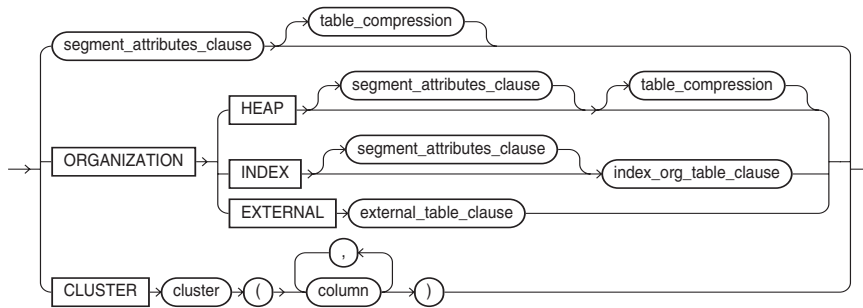 segment_attributes_clause table_compression
ORGANIZATION
HEAP segment_attributes_clause table_compression
INDEX segment_attributes_clause index_org_table_clause
EXTERNAL external_table_clause
CLUSTER cluster ( column , )